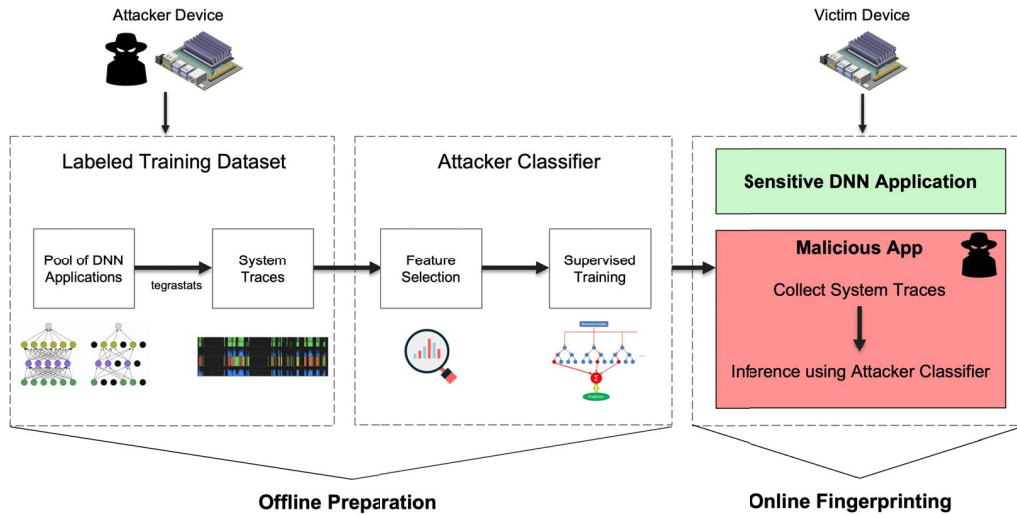 Attacker Device
Victim Device
Labeled Training Dataset
Attacker Classifier
Sensitive DNN Application
Pool of DNN
Applications
tegrastats
System
Traces
Feature
Selection
Supervised
Training
Malicious App
Collect System Traces
Inference using Attacker Classifier
Σ
Offline Preparation
Online Fingerprinting